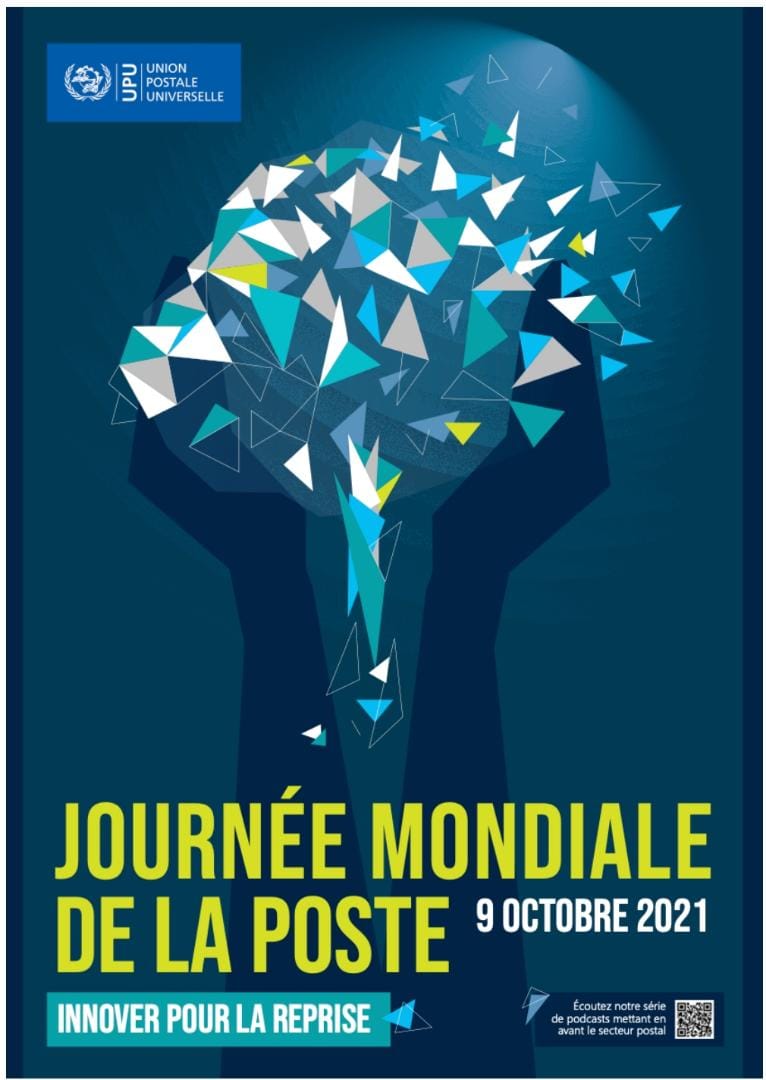 UPU
UNION
POSTALE
UNIVERSELLE
JOURNÉE MONDIALE
DE LA POSTE
9 OCTOBRE 2021
INNOVER POUR LA REPRISE
Écoutez notre série
de podcasts mettant en
avant le secteur postal